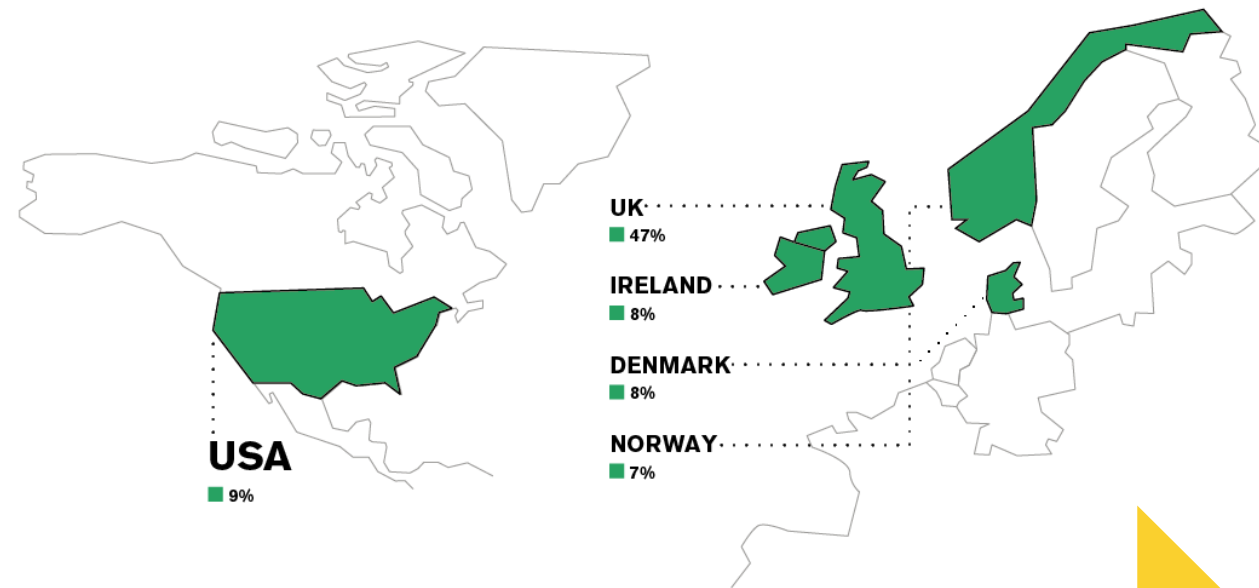 UK
47%
IRELAND
8%
DENMARK
8%
NORWAY
7%
USA
9%